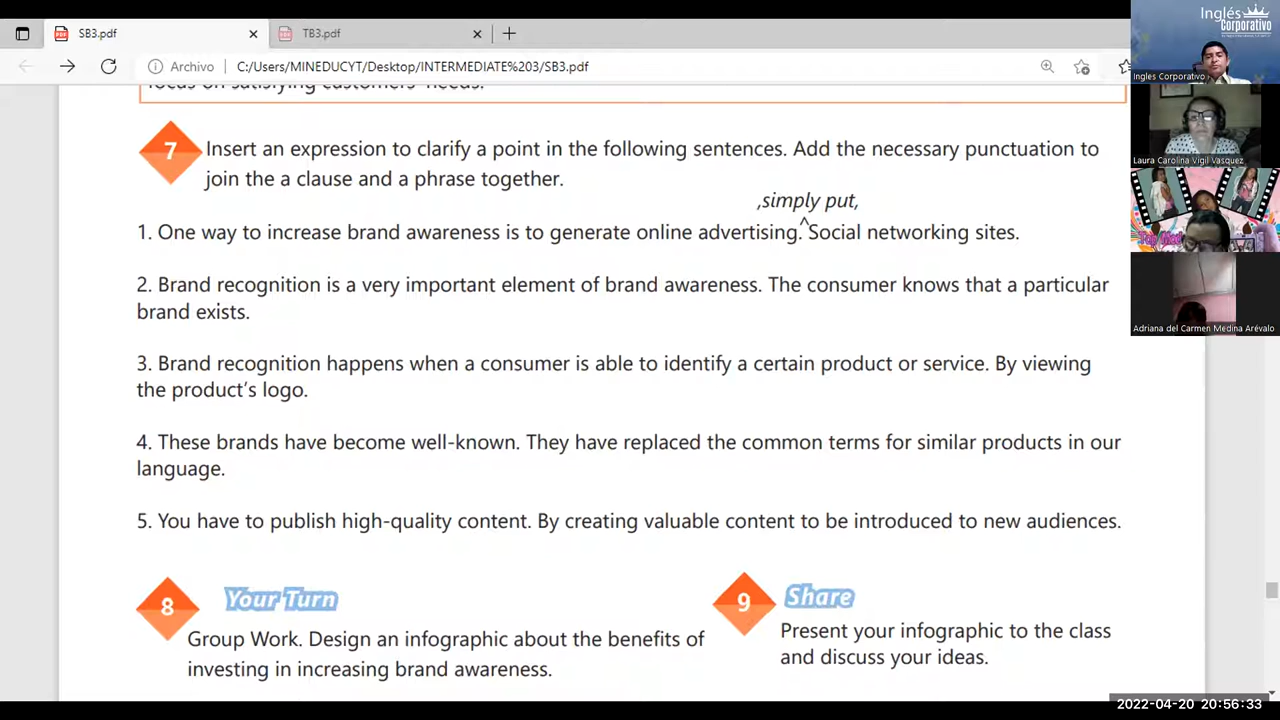 SB3.pdf
TB3.pdf
Archivo
C:/Users/MINEDUCYT/Desktop/INTERMEDIATE%203/SB3.pdf
Inglés
Corporativo
Ingles Corporativo
Laura Carolina Vigil Vasquez
Adriana del Carmen Medina Arévalo
focus on satisfying customers' needs.
7 Insert an expression to clarify a point in the following sentences. Add the necessary punctuation to
join the a clause and a phrase together.
,simply put,
^
1. One way to increase brand awareness is to generate online advertising. Social networking sites.
2. Brand recognition is a very important element of brand awareness. The consumer knows that a particular
brand exists.
3. Brand recognition happens when a consumer is able to identify a certain product or service. By viewing
the product's logo.
4. These brands have become well-known. They have replaced the common terms for similar products in our
language.
5. You have to publish high-quality content. By creating valuable content to be introduced to new audiences.
8 Your Turn
Group Work. Design an infographic about the benefits of
investing in increasing brand awareness.
9 Share
Present your infographic to the class
and discuss your ideas.
2022-04-20 20:56:33